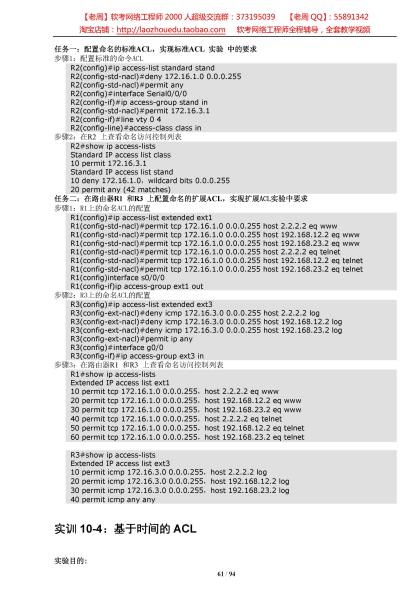 【老周】软考网络工程师 2000 人超级交流群：373195039 【老周 QQ】：55891342
淘宝店铺：http://laozhouedu.taobao.com 软考网络工程师全程辅导，全套教学视频
任务一：配置命名的标准ACL，实现标准ACL 实验 中的要求
步骤1：配置标准的命令ACL
R2(config)#ip access-list standard stand
R2(config-std-nacl)#deny 172.16.1.0 0.0.0.255
R2(config-std-nacl)#permit any
R2(config)#interface Serial0/0/0
R2(config-if)#ip access-group stand in
R2(config-std-nacl)#permit 172.16.3.1
R2(config-if)#line vty 0 4
R2(config-line)#access-class class in
步骤2：在R2 上查看命名访问控制列表
R2#show ip access-lists
Standard IP access list class
10 permit 172.16.3.1
Standard IP access list stand
10 deny 172.16.1.0，wildcard bits 0.0.0.255
20 permit any (42 matches)
任务二：在路由器R1 和R3 上配置命名的扩展ACL，实现扩展ACL实验中要求
步骤1：R1上的命名ACL的配置
R1(config)#ip access-list extended ext1
R1(config-std-nacl)#permit tcp 172.16.1.0 0.0.0.255 host 2.2.2.2 eq www
R1(config-std-nacl)#permit tcp 172.16.1.0 0.0.0.255 host 192.168.12.2 eq www
R1(config-std-nacl)#permit tcp 172.16.1.0 0.0.0.255 host 192.168.23.2 eq www
R1(config-std-nacl)#permit tcp 172.16.1.0 0.0.0.255 host 2.2.2.2 eq telnet
R1(config-std-nacl)#permit tcp 172.16.1.0 0.0.0.255 host 192.168.12.2 eq telnet
R1(config-std-nacl)#permit tcp 172.16.1.0 0.0.0.255 host 192.168.23.2 eq telnet
R1(config)interface s0/0/0
R1(config-if)ip access-group ext1 out
步骤2：R3上的命名ACL的配置
R3(config)#ip access-list extended ext3
R3(config-ext-nacl)#deny icmp 172.16.3.0 0.0.0.255 host 2.2.2.2 log
R3(config-ext-nacl)#deny icmp 172.16.3.0 0.0.0.255 host 192.168.12.2 log
R3(config-ext-nacl)#deny icmp 172.16.3.0 0.0.0.255 host 192.168.23.2 log
R3(config-ext-nacl)#permit ip any
R3(config-ext-nacl)#interface g0/0
R3(config-if)#ip access-group ext3 in
步骤3：在路由器R1 和R3 上查看命名访问控制列表
R1#show ip access-lists
Extended IP access list ext1
10 permit tcp 172.16.1.0 0.0.0.255，host 2.2.2.2 eq www
20 permit tcp 172.16.1.0 0.0.0.255，host 192.168.12.2 eq www
30 permit tcp 172.16.1.0 0.0.0.255，host 192.168.23.2 eq www
40 permit tcp 172.16.1.0 0.0.0.255，host 2.2.2.2 eq telnet
50 permit tcp 172.16.1.0 0.0.0.255，host 192.168.12.2 eq telnet
60 permit tcp 172.16.1.0 0.0.0.255，host 192.168.23.2 eq telnet
R3#show ip access-lists
Extended IP access list ext3
10 permit icmp 172.16.3.0 0.0.0.255，host 2.2.2.2 log
20 permit icmp 172.16.3.0 0.0.0.255，host 192.168.12.2 log
30 permit icmp 172.16.3.0 0.0.0.255，host 192.168.23.2 log
40 permit icmp any any
实训 10-4：基于时间的 ACL
实验目的：
61 / 94